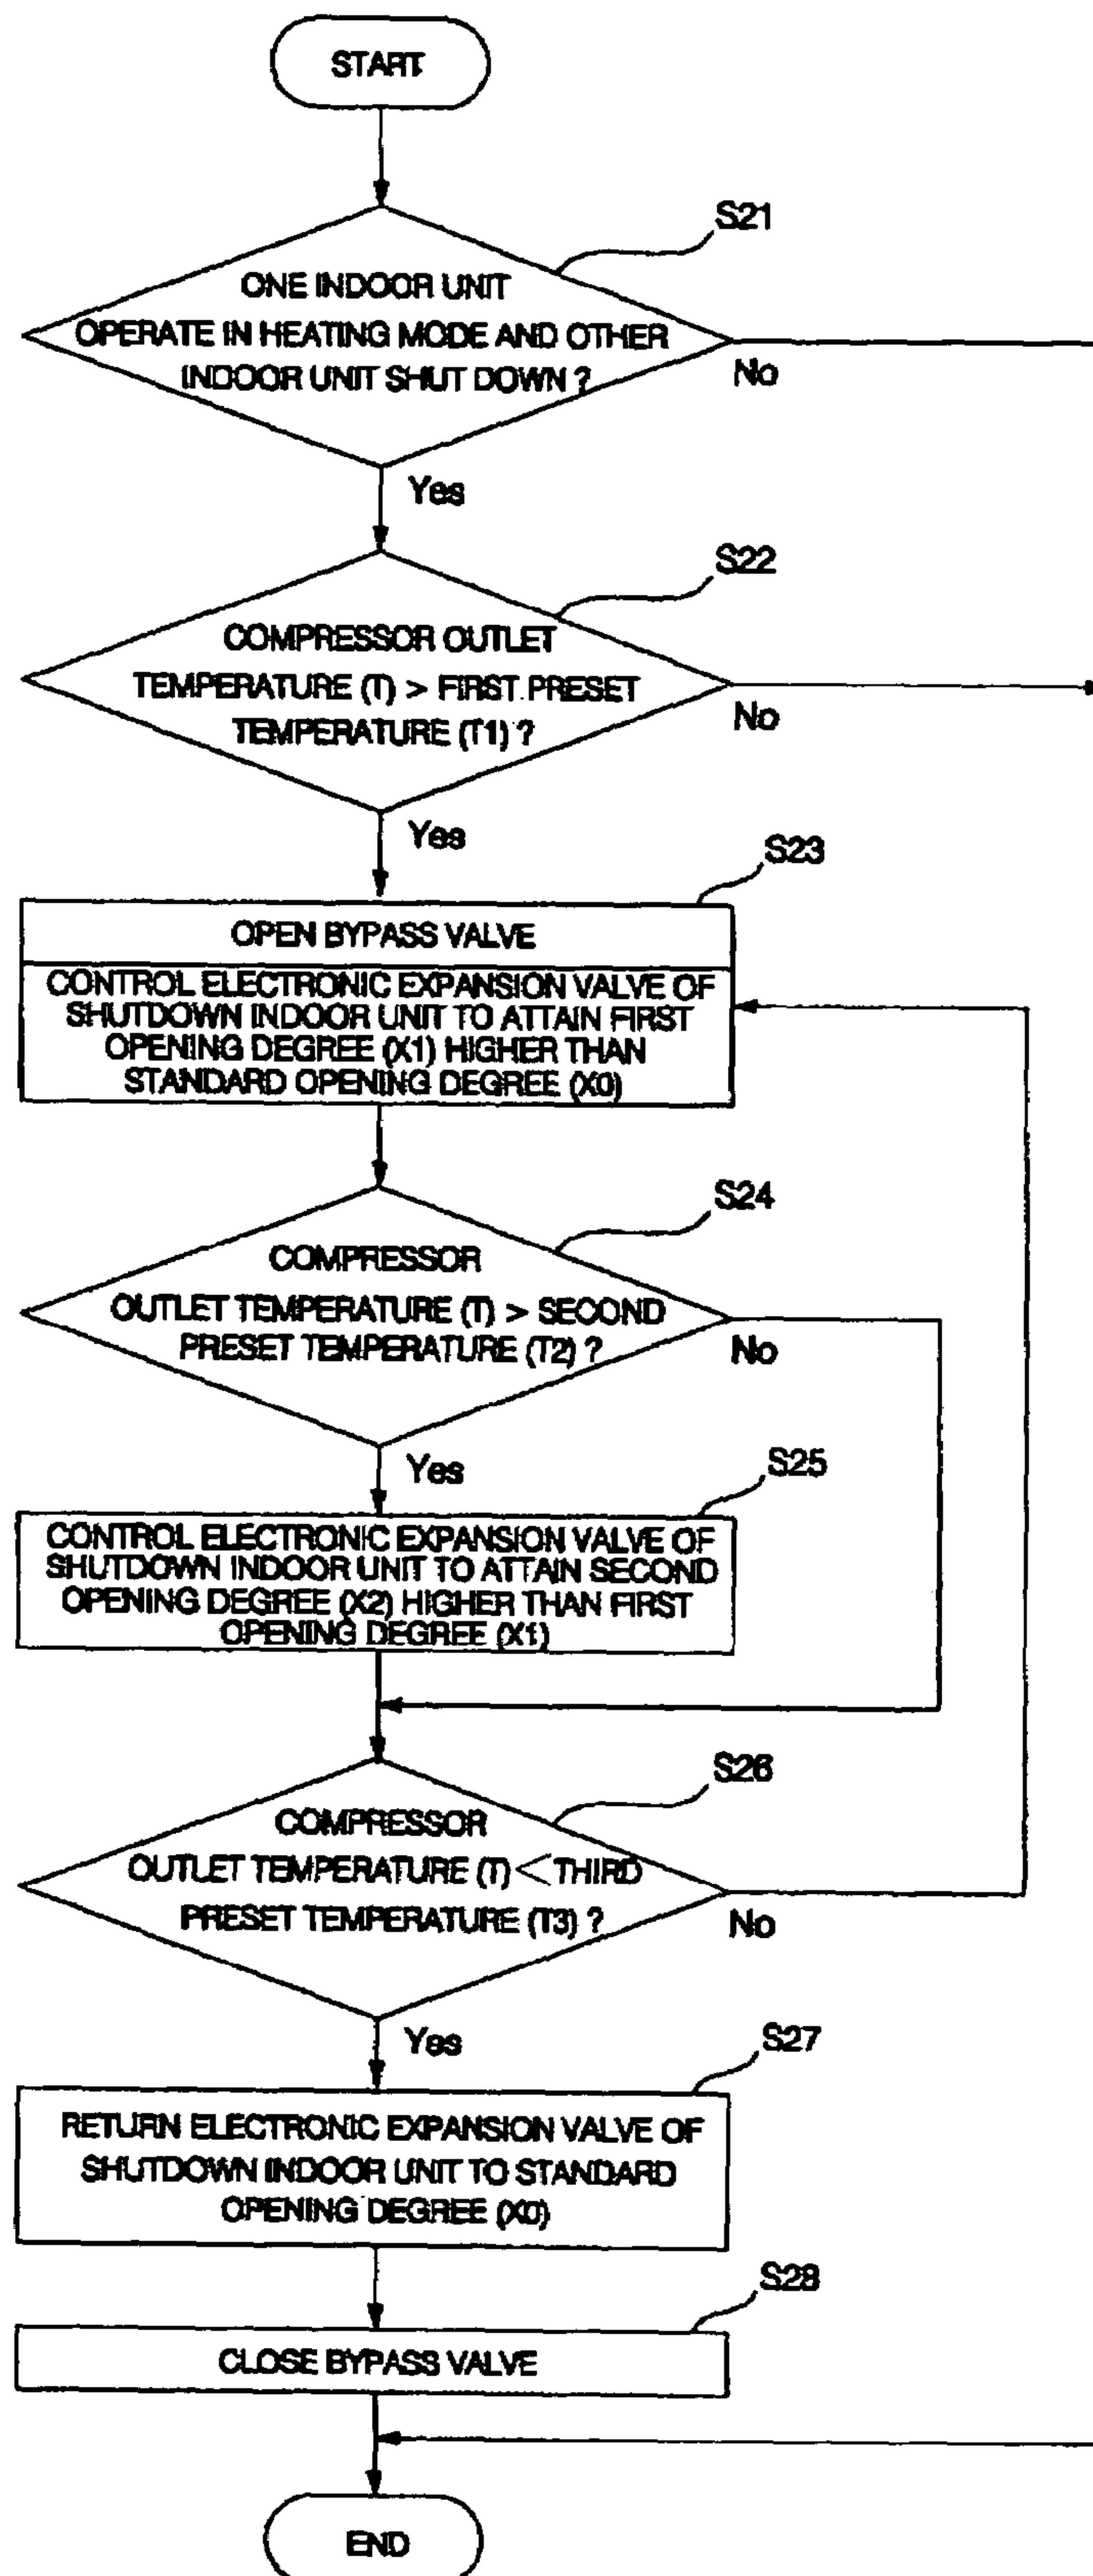 START
S21
ONE INDOOR UNIT
OPERATE IN HEATING MODE AND OTHER
INDOOR UNIT SHUT DOWN ?
No
Yes
S22
COMPRESSOR OUTLET
TEMPERATURE (T) > FIRST PRESET
TEMPERATURE (T1) ?
No
Yes
S23
OPEN BYPASS VALVE
CONTROL ELECTRONIC EXPANSION VALVE OF
SHUTDOWN INDOOR UNIT TO ATTAIN FIRST
OPENING DEGREE (X1) HIGHER THAN
STANDARD OPENING DEGREE (X0)
S24
COMPRESSOR
OUTLET TEMPERATURE (T) > SECOND
PRESET TEMPERATURE (T2) ?
No
Yes
S25
CONTROL ELECTRONIC EXPANSION VALVE OF
SHUTDOWN INDOOR UNIT TO ATTAIN SECOND
OPENING DEGREE (X2) HIGHER THAN FIRST
OPENING DEGREE (X1)
S26
COMPRESSOR
OUTLET TEMPERATURE (T) < THIRD
PRESET TEMPERATURE (T3) ?
No
Yes
S27
RETURN ELECTRONIC EXPANSION VALVE OF
SHUTDOWN INDOOR UNIT TO STANDARD
OPENING DEGREE (X0)
S28
CLOSE BYPASS VALVE
END